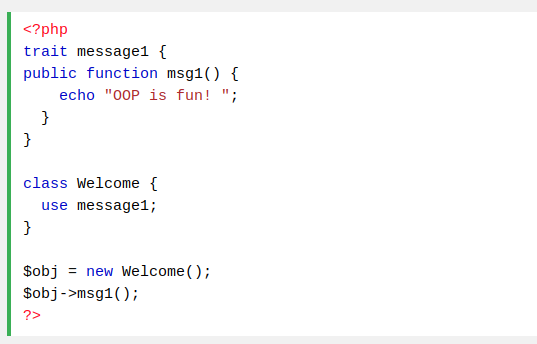 <?php
trait message1 {
public function msg1() {
    echo "OOP is fun! ";
  }
}

class Welcome {
  use message1;
}

$obj = new Welcome();
$obj->msg1();
?>